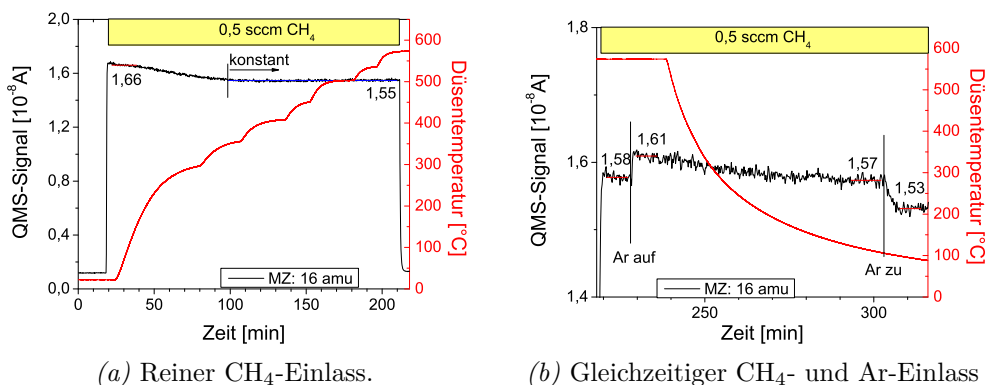 0,5 sccm CH4
2,0
1,6
1,2
0,8
0,4
0,0
QMS-Signal [10-8A]
1,66
konstant
1,55
600
500
400
300
200
100
0
Düsentemperatur [°C]
MZ: 16 amu
0
50
100
150
200
Zeit [min]
(a) Reiner CH4-Einlass.
0,5 sccm CH4
1,8
1,6
1,4
QMS-Signal [10-8A]
1,58
1,61
1,57
1,53
Ar auf
Ar zu
600
500
400
300
200
100
0
Düsentemperatur [°C]
MZ: 16 amu
250
300
Zeit [min]
(b) Gleichzeitiger CH4- und Ar-Einlass